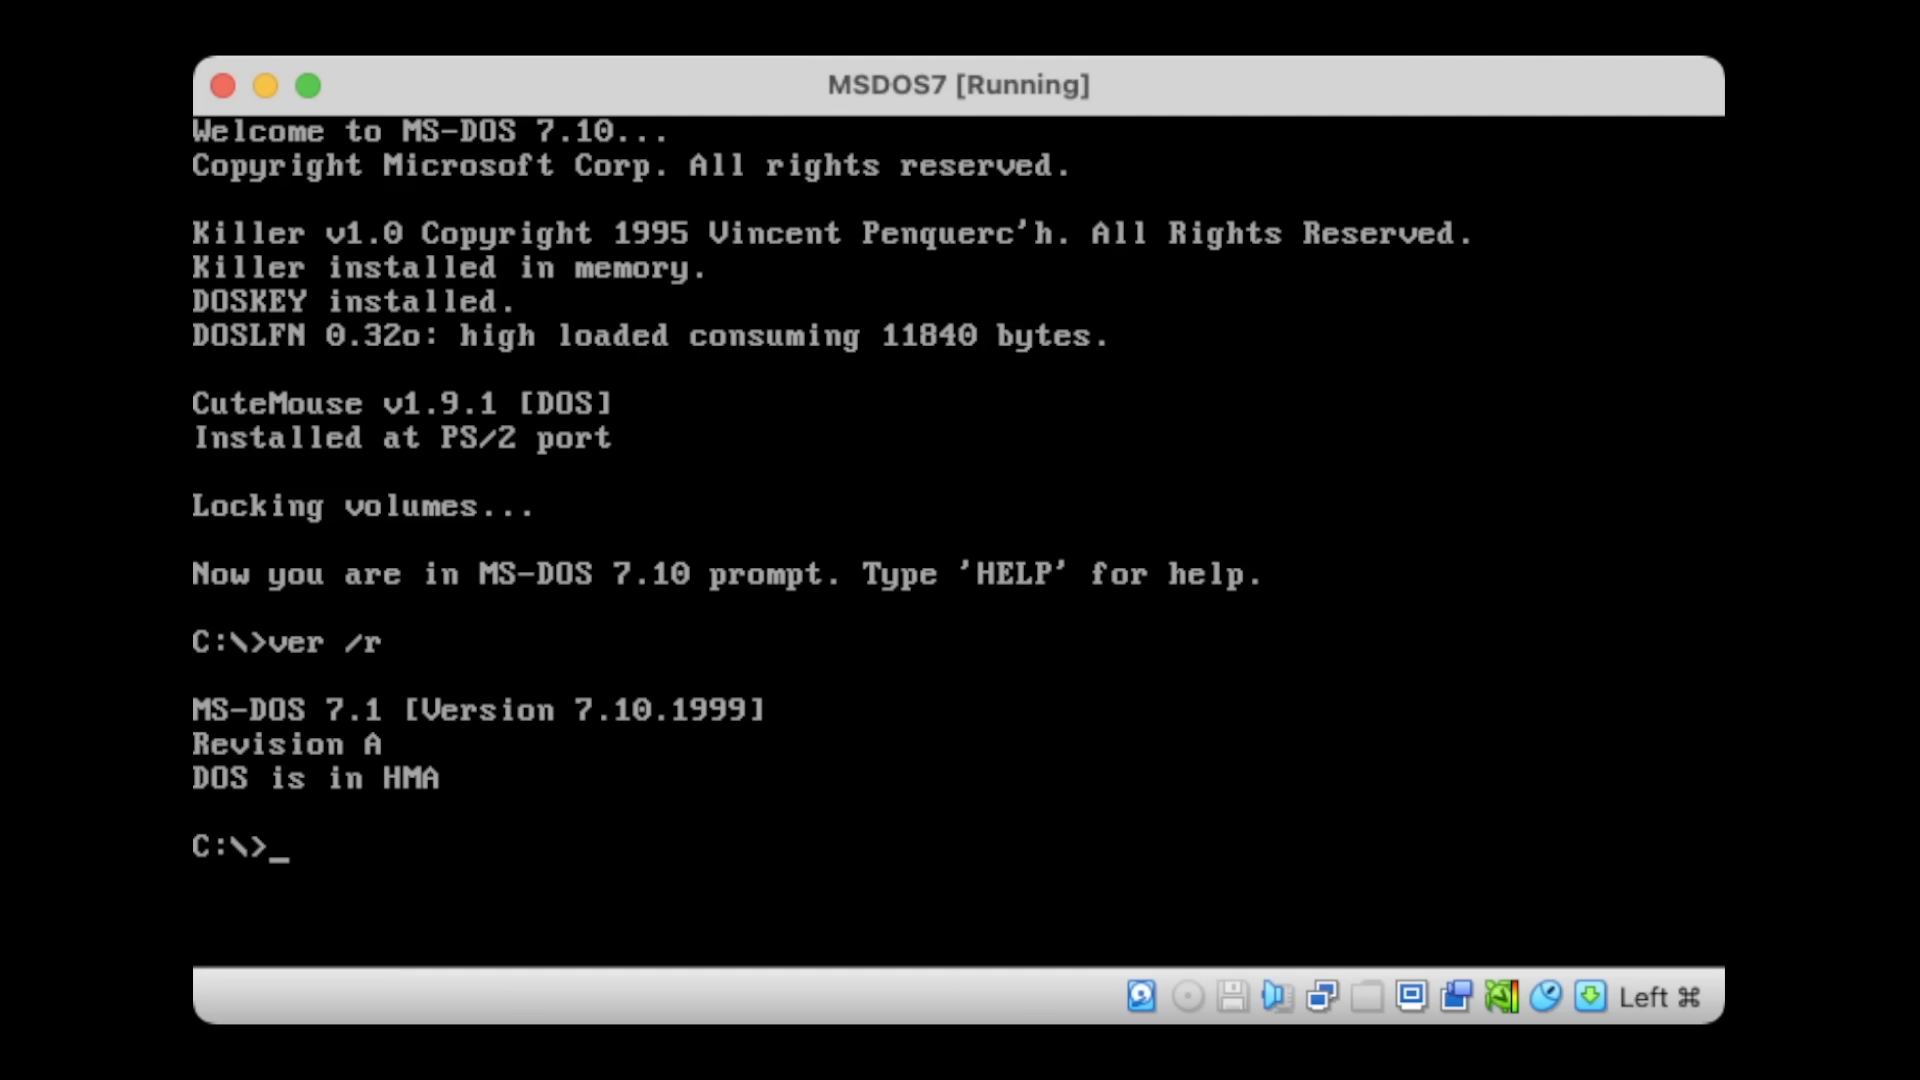 MSDOS7 [Running]
Welcome to MS-DOS 7.10...
Copyright Microsoft Corp. All rights reserved.
Killer v1.0 Copyright 1995 Vincent Penquerc'h. All Rights Reserved.
Killer installed in memory.
DOSKEY installed.
DOSLFN 0.32o: high loaded consuming 11840 bytes.
CuteMouse v1.9.1 [DOS]
Installed at PS/2 port
Locking volumes...
Now you are in MS-DOS 7.10 prompt. Type 'HELP' for help.
C:\>ver /r
MS-DOS 7.1 [Version 7.10.1999]
Revision A
DOS is in HMA
C:\>_
Left ⌘